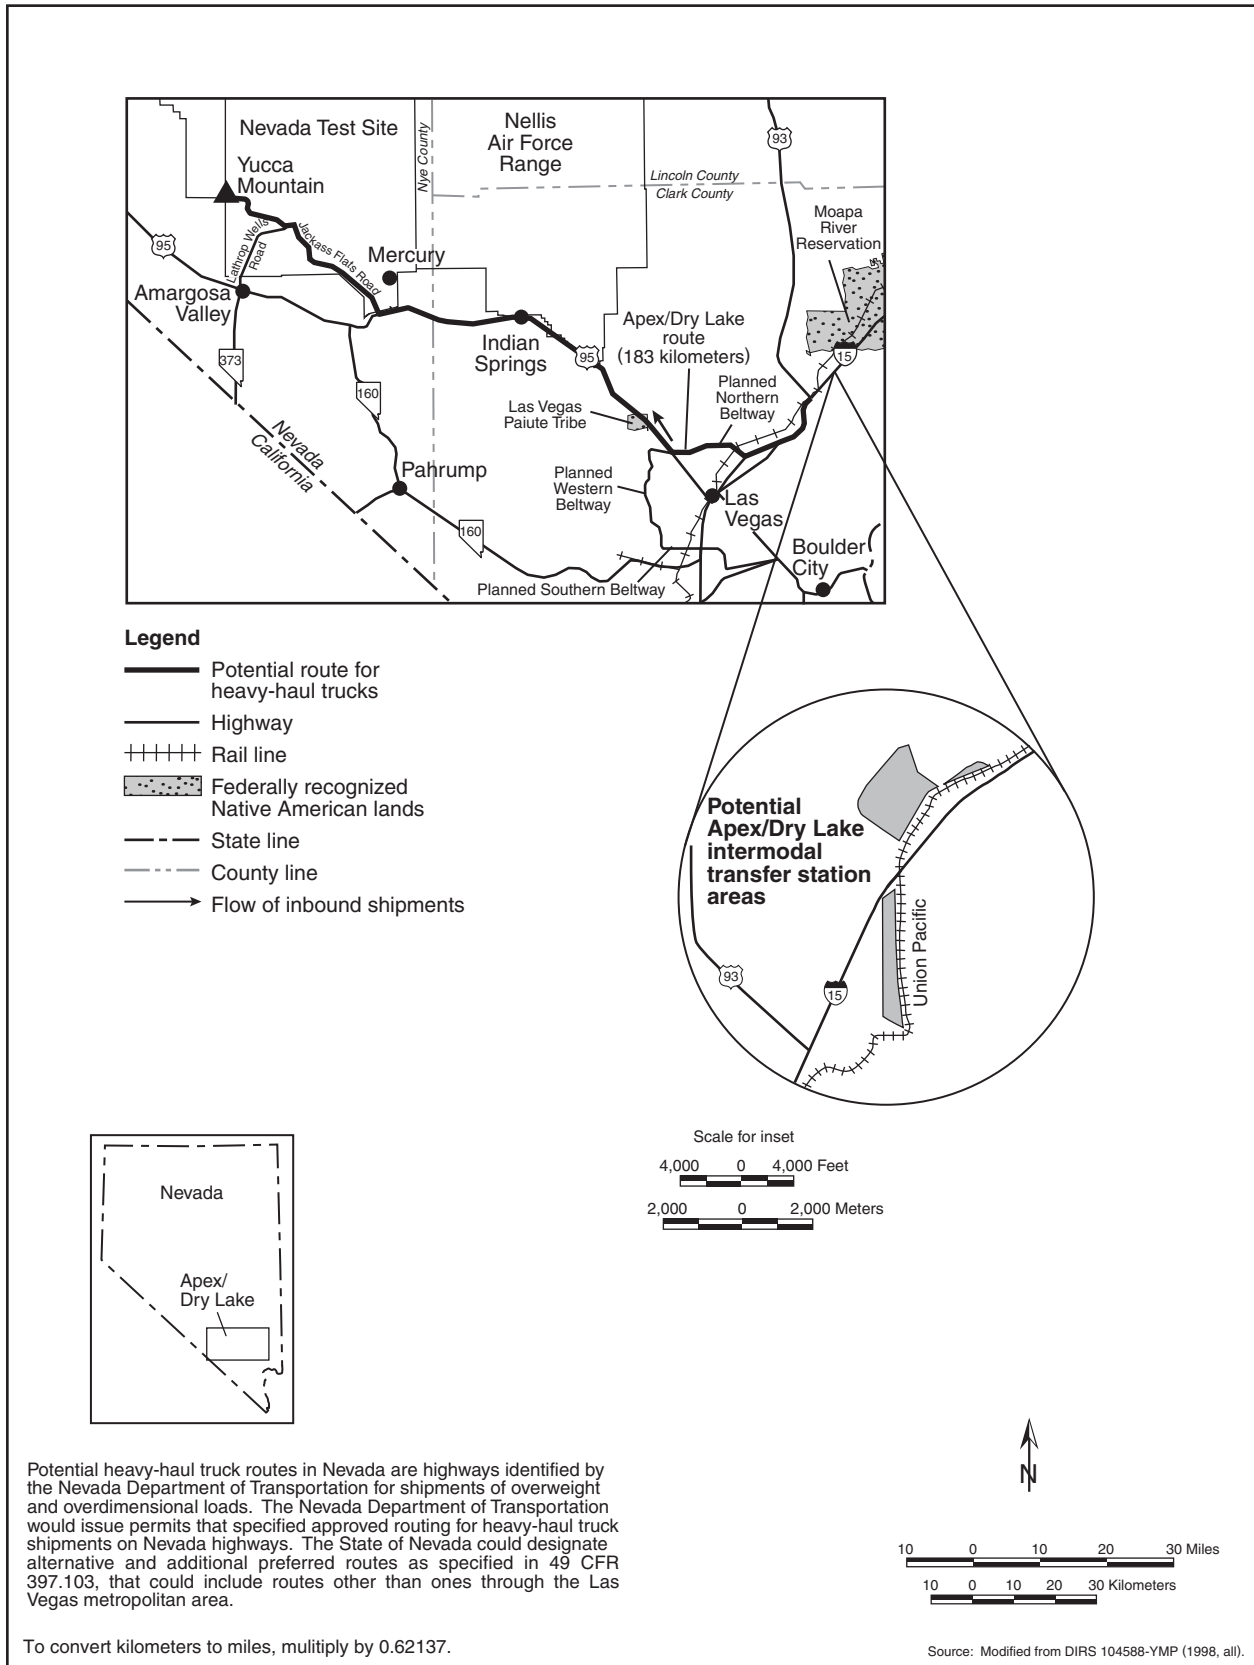 Nevada Test Site
Nye County
Nellis
Air Force
Range
93
Yucca
Mountain
Lincoln County
Clark County
Moapa
River
Reservation
95
Lathrop Wells
Road
Jackass Flats Road
Mercury
Amargosa
Valley
Indian
Springs
95
Apex/Dry Lake
route
(183 kilometers)
15
373
160
Planned
Northern
Beltway
Las Vegas
Paiute Tribe
Nevada
California
Pahrump
Planned
Western
Beltway
Las
Vegas
160
Boulder
City
Planned Southern Beltway
Legend
Potential route for
heavy-haul trucks
Highway
Rail line
Federally recognized
Native American lands
State line
County line
Flow of inbound shipments
Potential
Apex/Dry Lake
intermodal
transfer station
areas
Union Pacific
93
15
Scale for inset
4,000 0 4,000 Feet
2,000 0 2,000 Meters
Nevada
Apex/
Dry Lake
N
Potential heavy-haul truck routes in Nevada are highways identified by
the Nevada Department of Transportation for shipments of overweight
and overdimensional loads. The Nevada Department of Transportation
would issue permits that specified approved routing for heavy-haul truck
shipments on Nevada highways. The State of Nevada could designate
alternative and additional preferred routes as specified in 49 CFR
397.103, that could include routes other than ones through the Las
Vegas metropolitan area.
10 0 10 20 30 Miles
10 0 10 20 30 Kilometers
To convert kilometers to miles, mulitiply by 0.62137.
Source: Modified from DIRS 104588-YMP (1998, all).